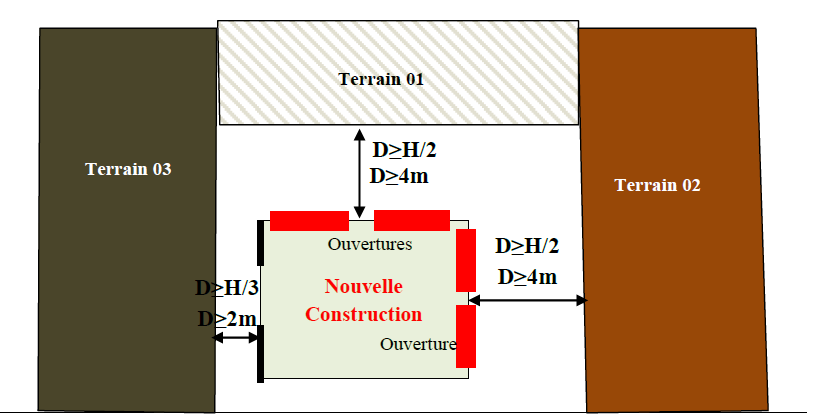 Terrain 01
D≥H/2
D≥4m
Terrain 03
Terrain 02
Ouvertures
D≥H/2
D≥4m
D≥H/3
D≥2m
Nouvelle
Construction
Ouverture